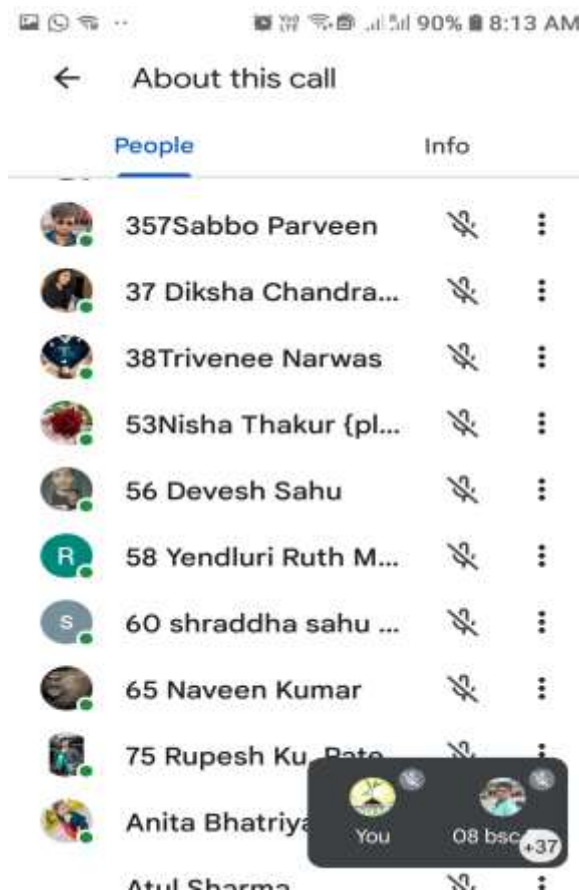 90% 8:13 AM
← About this call
People Info
357Sabbo Parveen
37 Diksha Chandra...
38Trivenee Narwas
53Nisha Thakur {pl...
56 Devesh Sahu
R 58 Yendluri Ruth M...
s 60 shraddha sahu ...
65 Naveen Kumar
75 Rupesh Ku
Anita Bhatriya
You 08 bsc +37
Atul Sharma